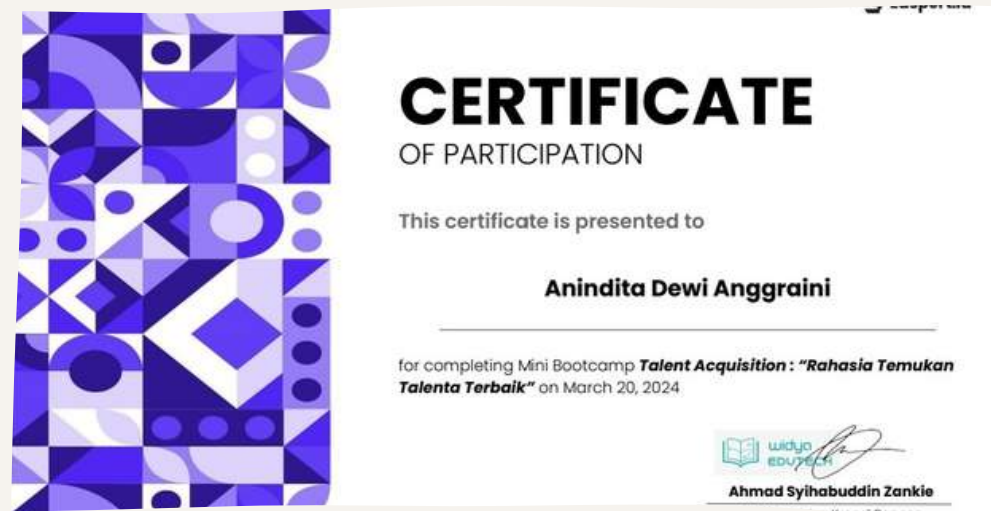 CERTIFICATE
OF PARTICIPATION
This certificate is presented to
Anindita Dewi Anggraini
for completing Mini Bootcamp Talent Acquisition : “Rahasia Temukan
Talenta Terbaik” on March 20, 2024
widya
EDUTECH
Ahmad Syihabuddin Zankie